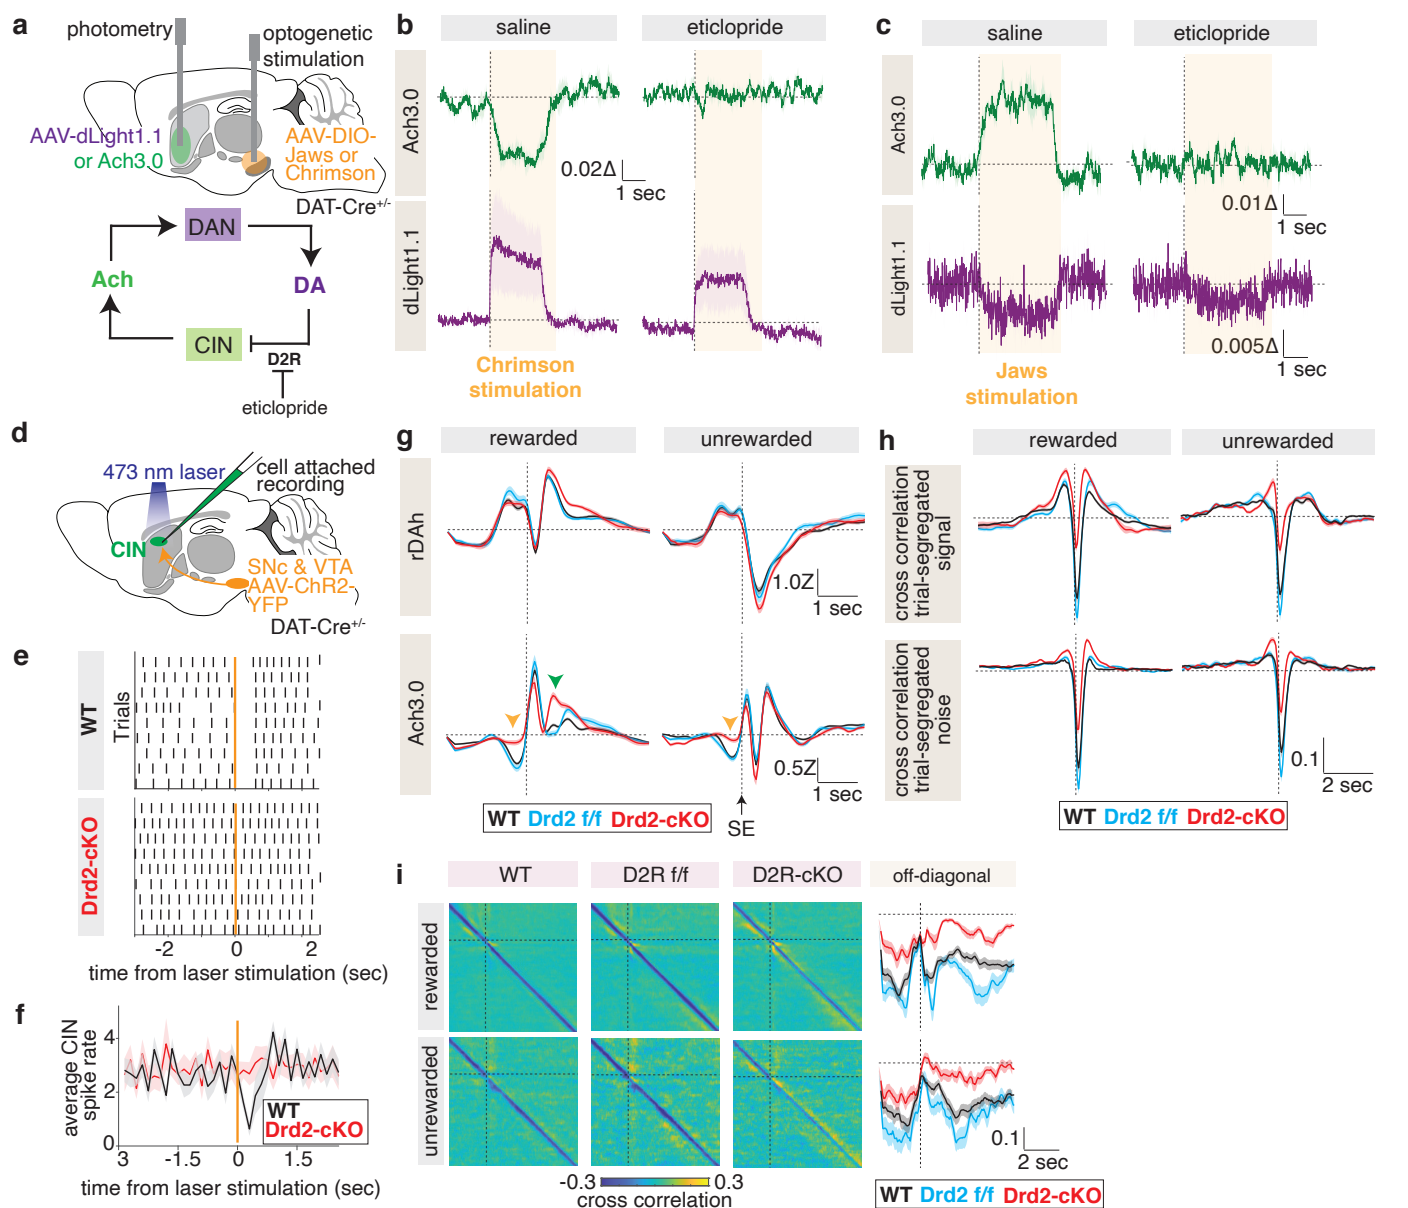 a
photometry
optogenetic
stimulation
AAV-dLight1.1
or Ach3.0
AAV-DIO-
Jaws or
Chrimson
DAT-Cre+/-
DAN
Ach
DA
CIN
D2R
eticlopride
b
saline
eticlopride
Ach3.0
0.02Δ
1 sec
dLight1.1
Chrimson
stimulation
c
saline
eticlopride
Ach3.0
0.01Δ
1 sec
dLight1.1
0.005Δ
1 sec
Jaws
stimulation
d
473 nm laser
cell attached
recording
CIN
SNc & VTA
AAV-ChR2-
YFP
DAT-Cre+/-
e
WT
Trials
Drd2-cKO
-2 0 2
time from laser stimulation (sec)
f
average CIN
spike rate
4
2
0
WT
Drd2-cKO
3 -1.5 0 1.5
time from laser stimulation (sec)
g
rewarded
unrewarded
rDAh
1.0Z
1 sec
Ach3.0
0.5Z
1 sec
SE
WT Drd2 f/f Drd2-cKO
h
rewarded
unrewarded
cross correlation
trial-segregated
signal
cross correlation
trial-segregated
noise
0.1
2 sec
WT Drd2 f/f Drd2-cKO
i
WT
D2R f/f
D2R-cKO
off-diagonal
rewarded
unrewarded
-0.3 0.3
cross correlation
0.1
2 sec
WT Drd2 f/f Drd2-cKO